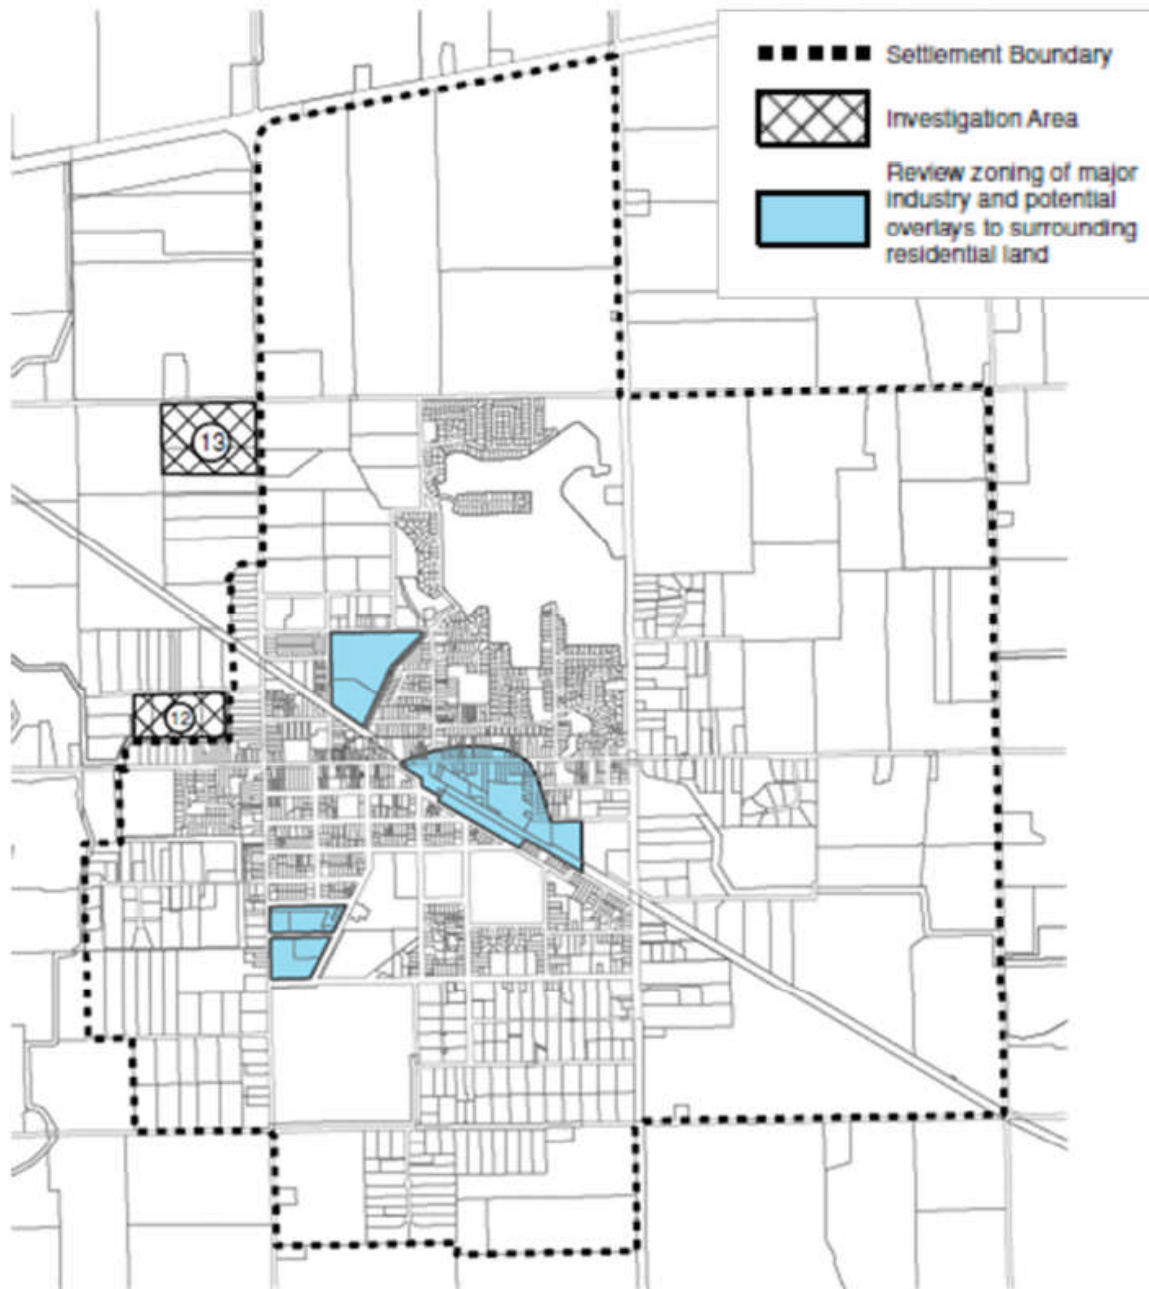 Settlement Boundary
Investigation Area
Review zoning of major
industry and potential
overlays to surrounding
residential land
13
12